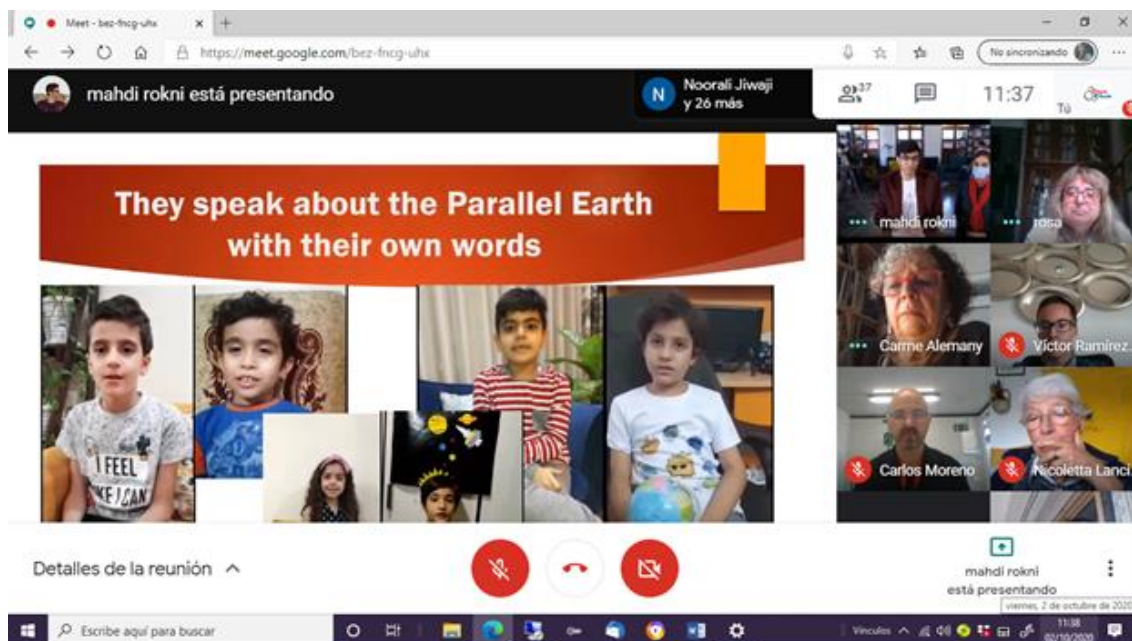 Meet - bez-fncg-uhx
https://meet.google.com/bez-fncg-uhx
No sincronizando
mahdi rokni está presentando
N
Noorali Jiwaji
y 26 más
37
11:37
Tú
They speak about the Parallel Earth
with their own words
I FEEL
LIKE I CAN
mahdi rokni
rosa
Carme Alemany
Víctor Ramírez...
Carlos Moreno
Nicoletta Lanci...
Detalles de la reunión
mahdi rokni
está presentando
viernes, 2 de octubre de 2020
Escribe aquí para buscar
Vínculos
11:38
02/10/2020